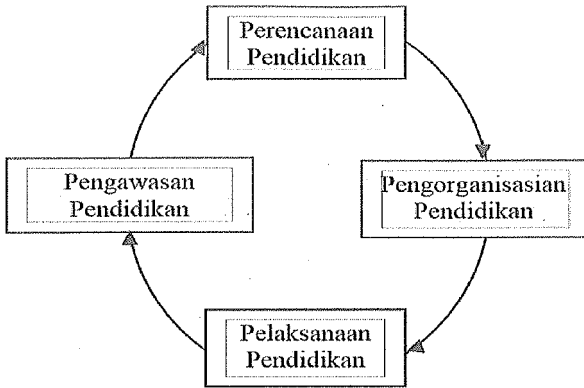 Perencanaan
Pendidikan
Pengorganisasian
Pendidikan
Pelaksanaan
Pendidikan
Pengawasan
Pendidikan